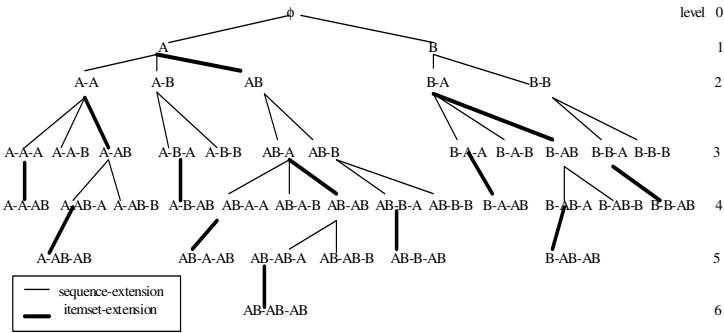 ϕ level 0
A B 1
A-A A-B AB B-A B-B 2
A-A-A A-A-B A-AB A-B-A A-B-B AB-A AB-B B-A-A B-A-B B-AB B-B-A B-B-B 3
A-A-AB A-AB-A A-AB-B A-B-AB AB-A-A AB-A-B AB-AB AB-B-A AB-B-B B-A-AB B-AB-A B-AB-B B-B-AB 4
A-AB-AB AB-A-AB AB-AB-A AB-AB-B AB-B-AB B-AB-AB 5
AB-AB-AB 6
sequence-extension
itemset-extension